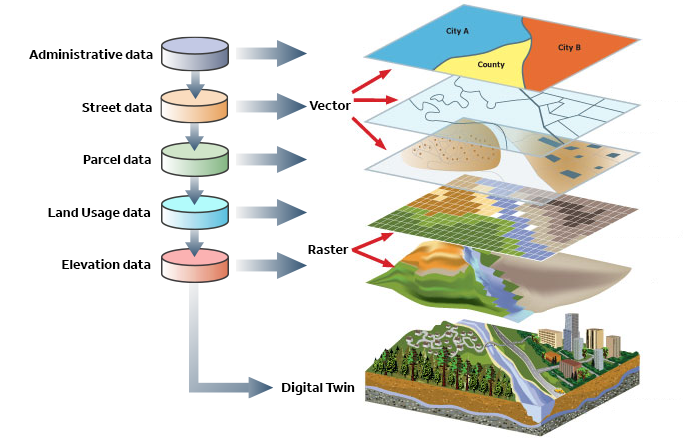 City A
City B
County
Administrative data
Street data
Vector
Parcel data
Land Usage data
Raster
Elevation data
Digital Twin